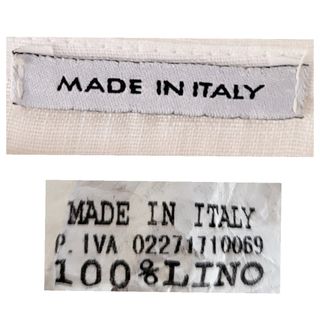 MADE IN ITALY
MADE IN ITALY
P. IVA 02271710069
100%LINO